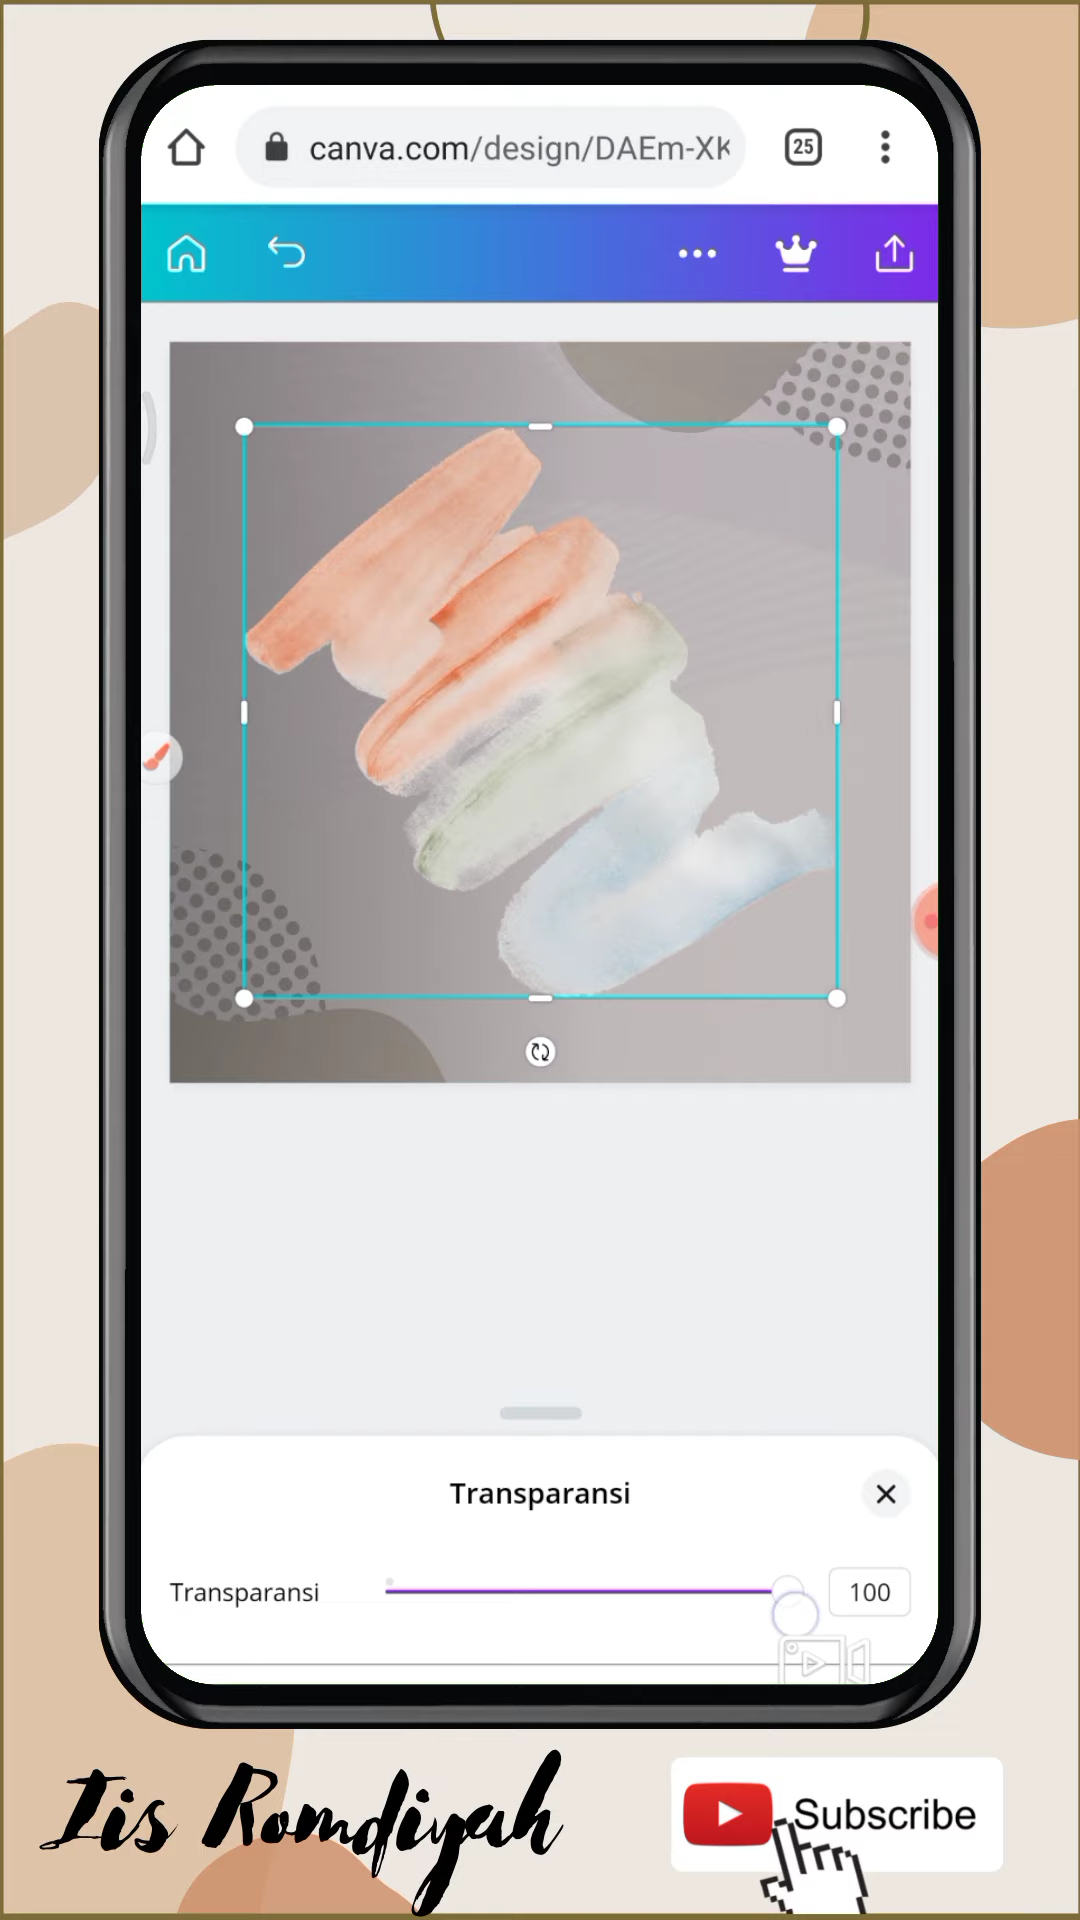 canva.com/design/DAEm-XK
25
Transparansi
Transparansi
100
Iis Romdiyah
Subscribe